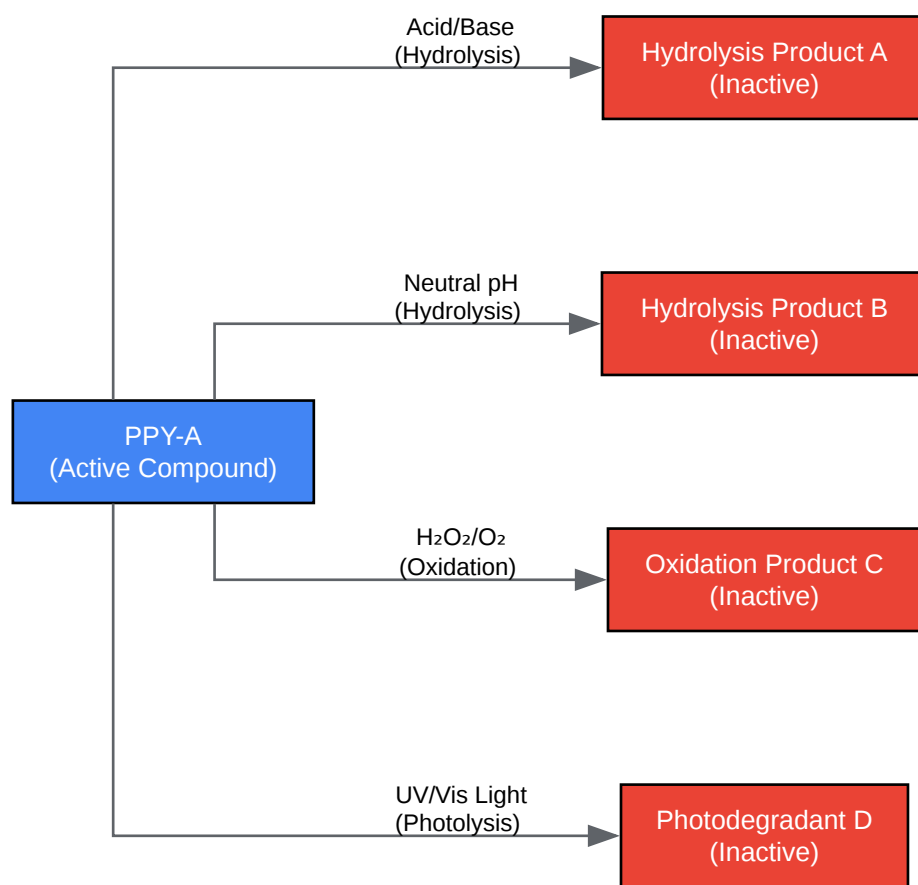 Acid/Base
(Hydrolysis)
Hydrolysis Product A
(Inactive)
Neutral pH
(Hydrolysis)
Hydrolysis Product B
(Inactive)
PPY-A
(Active Compound)
H₂O₂/O₂
(Oxidation)
Oxidation Product C
(Inactive)
UV/Vis Light
(Photolysis)
Photodegradant D
(Inactive)